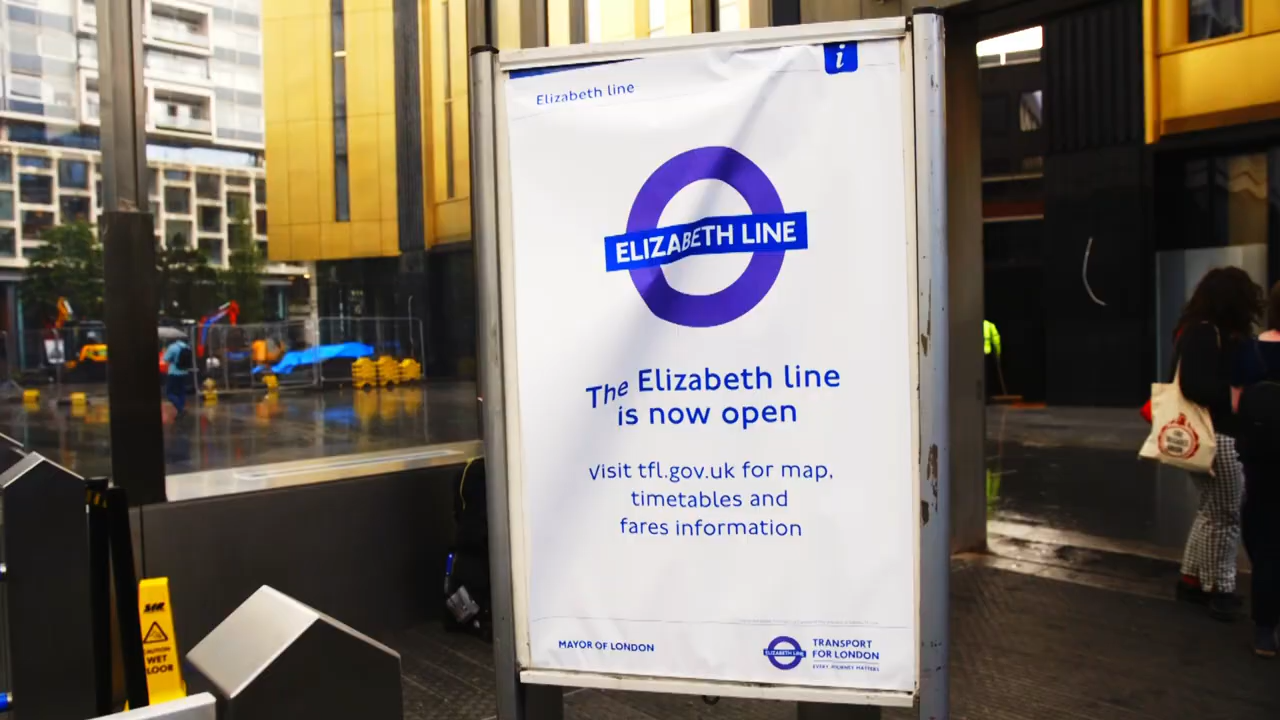 Elizabeth line
i
ELIZABETH LINE
The Elizabeth line
is now open
Visit tfl.gov.uk for map,
timetables and
fares information
MAYOR OF LONDON
ELIZABETH LINE
TRANSPORT
FOR LONDON
EVERY JOURNEY MATTERS
CAUTION
WET
FLOOR